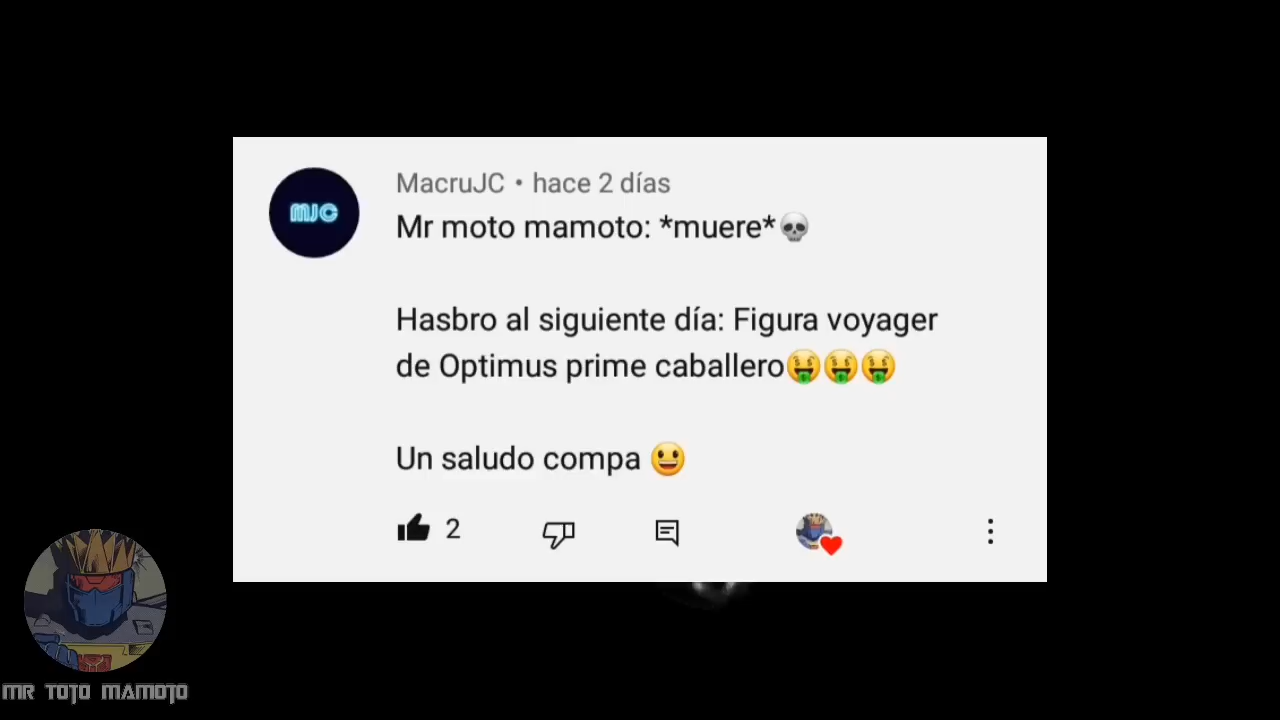 MJC
MacruJC • hace 2 días
Mr moto mamoto: *muere*💀
Hasbro al siguiente día: Figura voyager
de Optimus prime caballero🤑🤑🤑
Un saludo compa 😀
2
MR TOTO MAMOTO